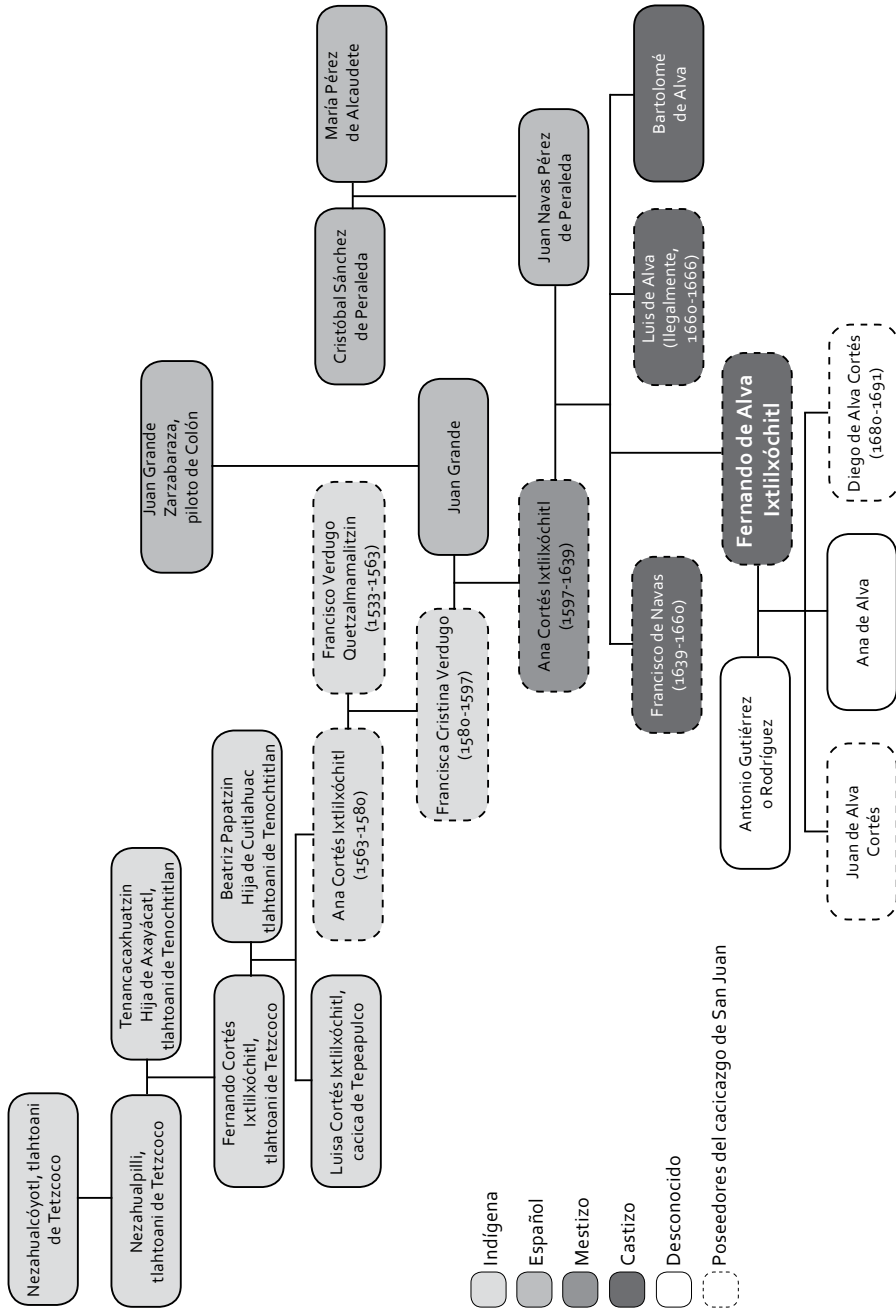 Nezahualcóyotl, tlahtoani
de Tetzcoco
Nezahualpilli,
tlahtoani de Tetzcoco
Tenancacaxhuatzin
Hija de Axayácatl,
tlahtoani de Tenochtitlan
Fernando Cortés
Ixtlilxóchitl,
tlahtoani de Tetzcoco
Beatriz Papatzin
Hija de Cuitlahuac
tlahtoani de Tenochtitlan
Juan Grande
Zarzabaraza,
piloto de Colón
Luisa Cortés Ixtlilxóchitl,
cacica de Tepeapulco
Ana Cortés Ixtlilxóchitl
(1563-1580)
Francisco Verdugo
Quetzalmamalitzin
(1533-1563)
Cristóbal Sánchez
de Peraleda
María Pérez
de Alcaudete
Francisca Cristina Verdugo
(1580-1597)
Juan Grande
Ana Cortés Ixtlilxóchitl
(1597-1639)
Juan Navas Pérez
de Peraleda
Francisco de Navas
(1639-1660)
Luis de Alva
(Ilegalmente,
1660-1666)
Bartolomé
de Alva
Fernando de Alva
Ixtlilxóchitl
Antonio Gutiérrez
o Rodríguez
Juan de Alva
Cortés
Ana de Alva
Diego de Alva Cortés
(1680-1691)
Indígena
Español
Mestizo
Castizo
Desconocido
Poseedores del cacicazgo de San Juan